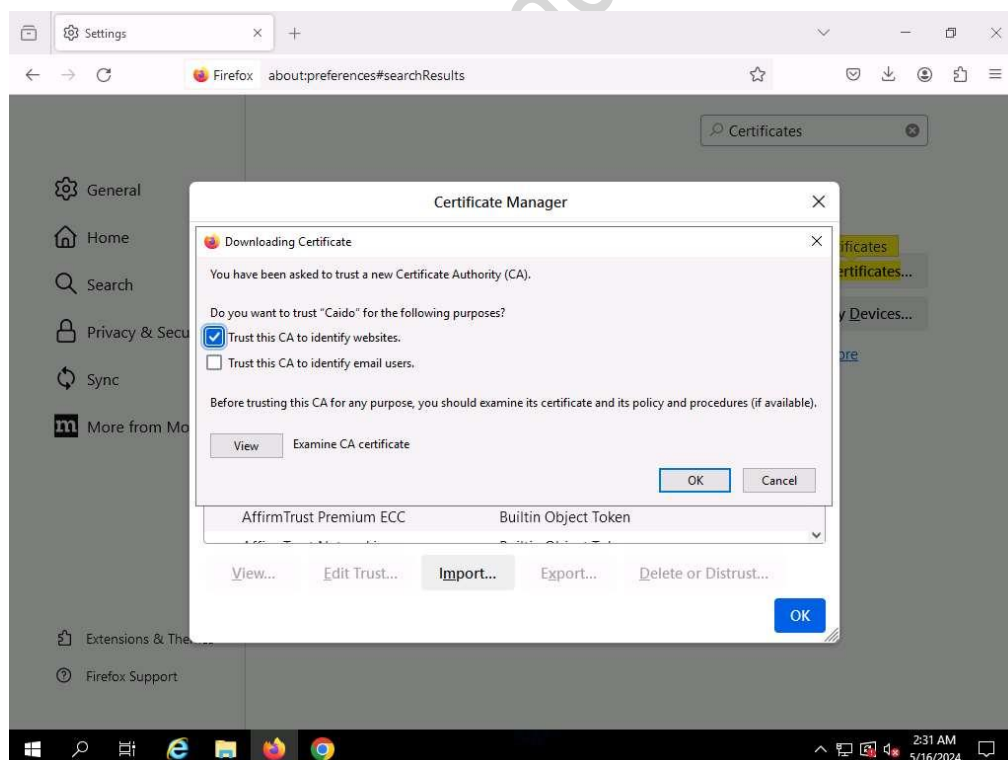 Settings
Firefox about:preferences#searchResults
Certificates
General
Certificate Manager
Home
Downloading Certificate
ificates
You have been asked to trust a new Certificate Authority (CA).
ertificates...
Search
Do you want to trust “Caido” for the following purposes?
y Devices...
Privacy & Secu
Trust this CA to identify websites.
Trust this CA to identify email users.
ore
Sync
Before trusting this CA for any purpose, you should examine its certificate and its policy and procedures (if available).
More from Mo
View Examine CA certificate
OK Cancel
AffirmTrust Premium ECC Builtin Object Token
View... Edit Trust... Import... Export... Delete or Distrust...
OK
Extensions & The
Firefox Support
2:31 AM
5/16/2024